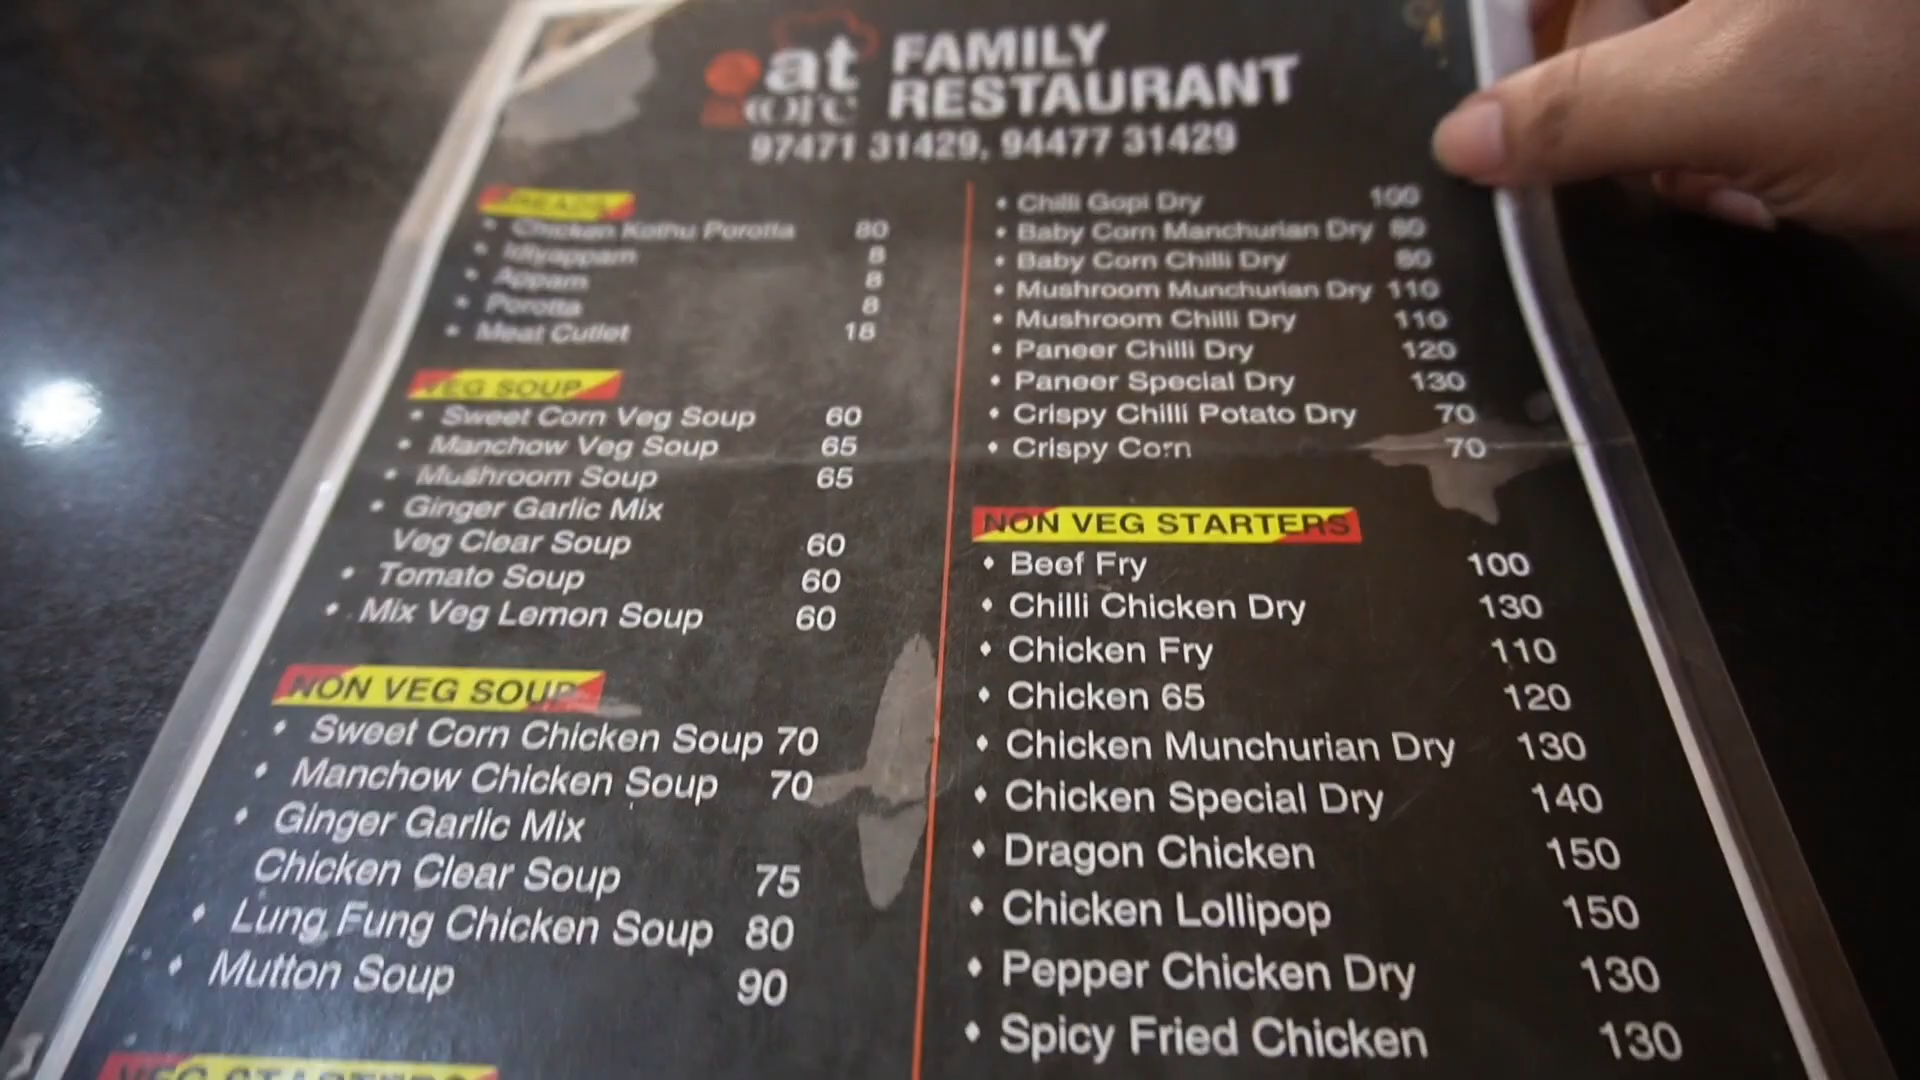 eat
more
FAMILY
RESTAURANT
97471 31429, 94477 31429
BREADS
• Chicken Kothu Porotta 80
• Idiyappam 8
• Appam 8
• Porotta 8
• Meat Cutlet 18
VEG SOUP
• Sweet Corn Veg Soup 60
• Manchow Veg Soup 65
• Mushroom Soup 65
• Ginger Garlic Mix
Veg Clear Soup 60
• Tomato Soup 60
• Mix Veg Lemon Soup 60
NON VEG SOUP
• Sweet Corn Chicken Soup 70
• Manchow Chicken Soup 70
• Ginger Garlic Mix
Chicken Clear Soup 75
• Lung Fung Chicken Soup 80
• Mutton Soup 90
VEG STARTERS
• Chilli Gopi Dry 100
• Baby Corn Manchurian Dry 80
• Baby Corn Chilli Dry 80
• Mushroom Munchurian Dry 110
• Mushroom Chilli Dry 110
• Paneer Chilli Dry 120
• Paneer Special Dry 130
• Crispy Chilli Potato Dry 70
• Crispy Corn 70
NON VEG STARTERS
• Beef Fry 100
• Chilli Chicken Dry 130
• Chicken Fry 110
• Chicken 65 120
• Chicken Munchurian Dry 130
• Chicken Special Dry 140
• Dragon Chicken 150
• Chicken Lollipop 150
• Pepper Chicken Dry 130
• Spicy Fried Chicken 130